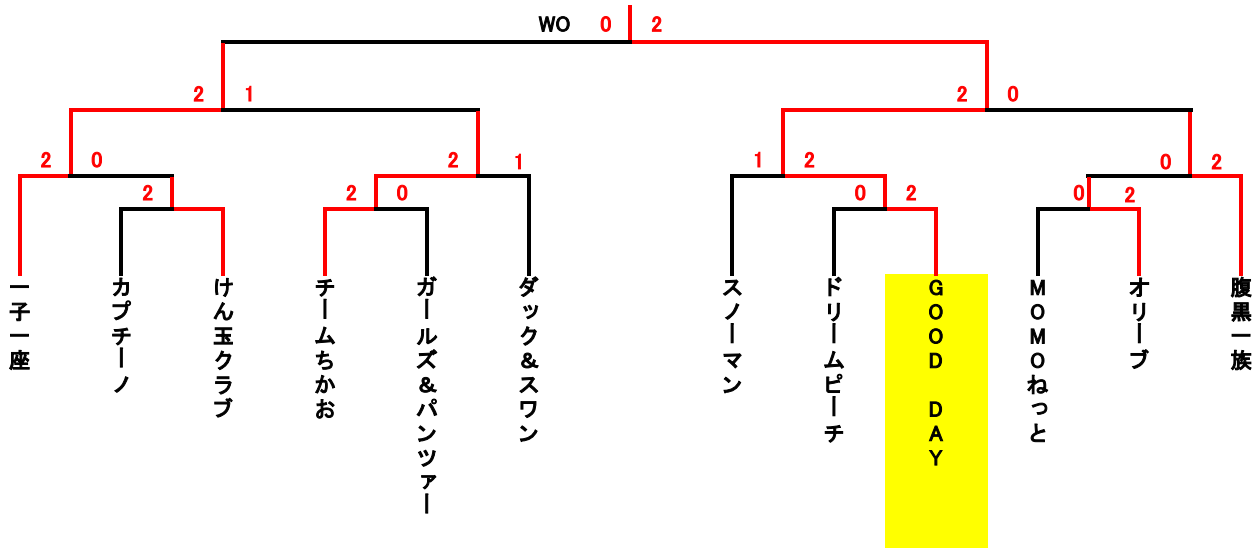 WO 0 2
2 1 2 0
2 0 2 1 1 2 0 2
2 2 0 0 2 0 2
一子一座
カプチーノ
けん玉クラブ
チームちかお
ガールズ&パンツァー
ダック&スワン
スノーマン
ドリームピーチ
GOOD DAY
MOMOねっと
オリーブ
腹黒一族